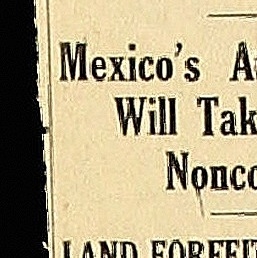 Mexico's A
Will Tak
Nonco
LAND FORFEIT